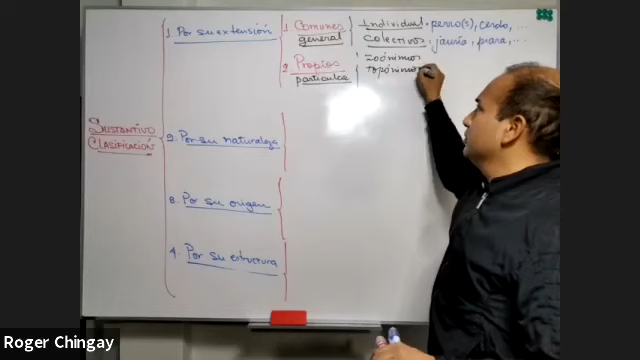 1. Por su extensión
1. Comunes
general
Individual. perro(s), cerdo, ...
Colectivos. jauría, piara, ...
2. Propios
particular
Zoónimos
Topónimos
SUSTANTIVO
CLASIFICACIÓN
2. Por su naturaleza
3. Por su origen
4. Por su estructura
Roger Chingay